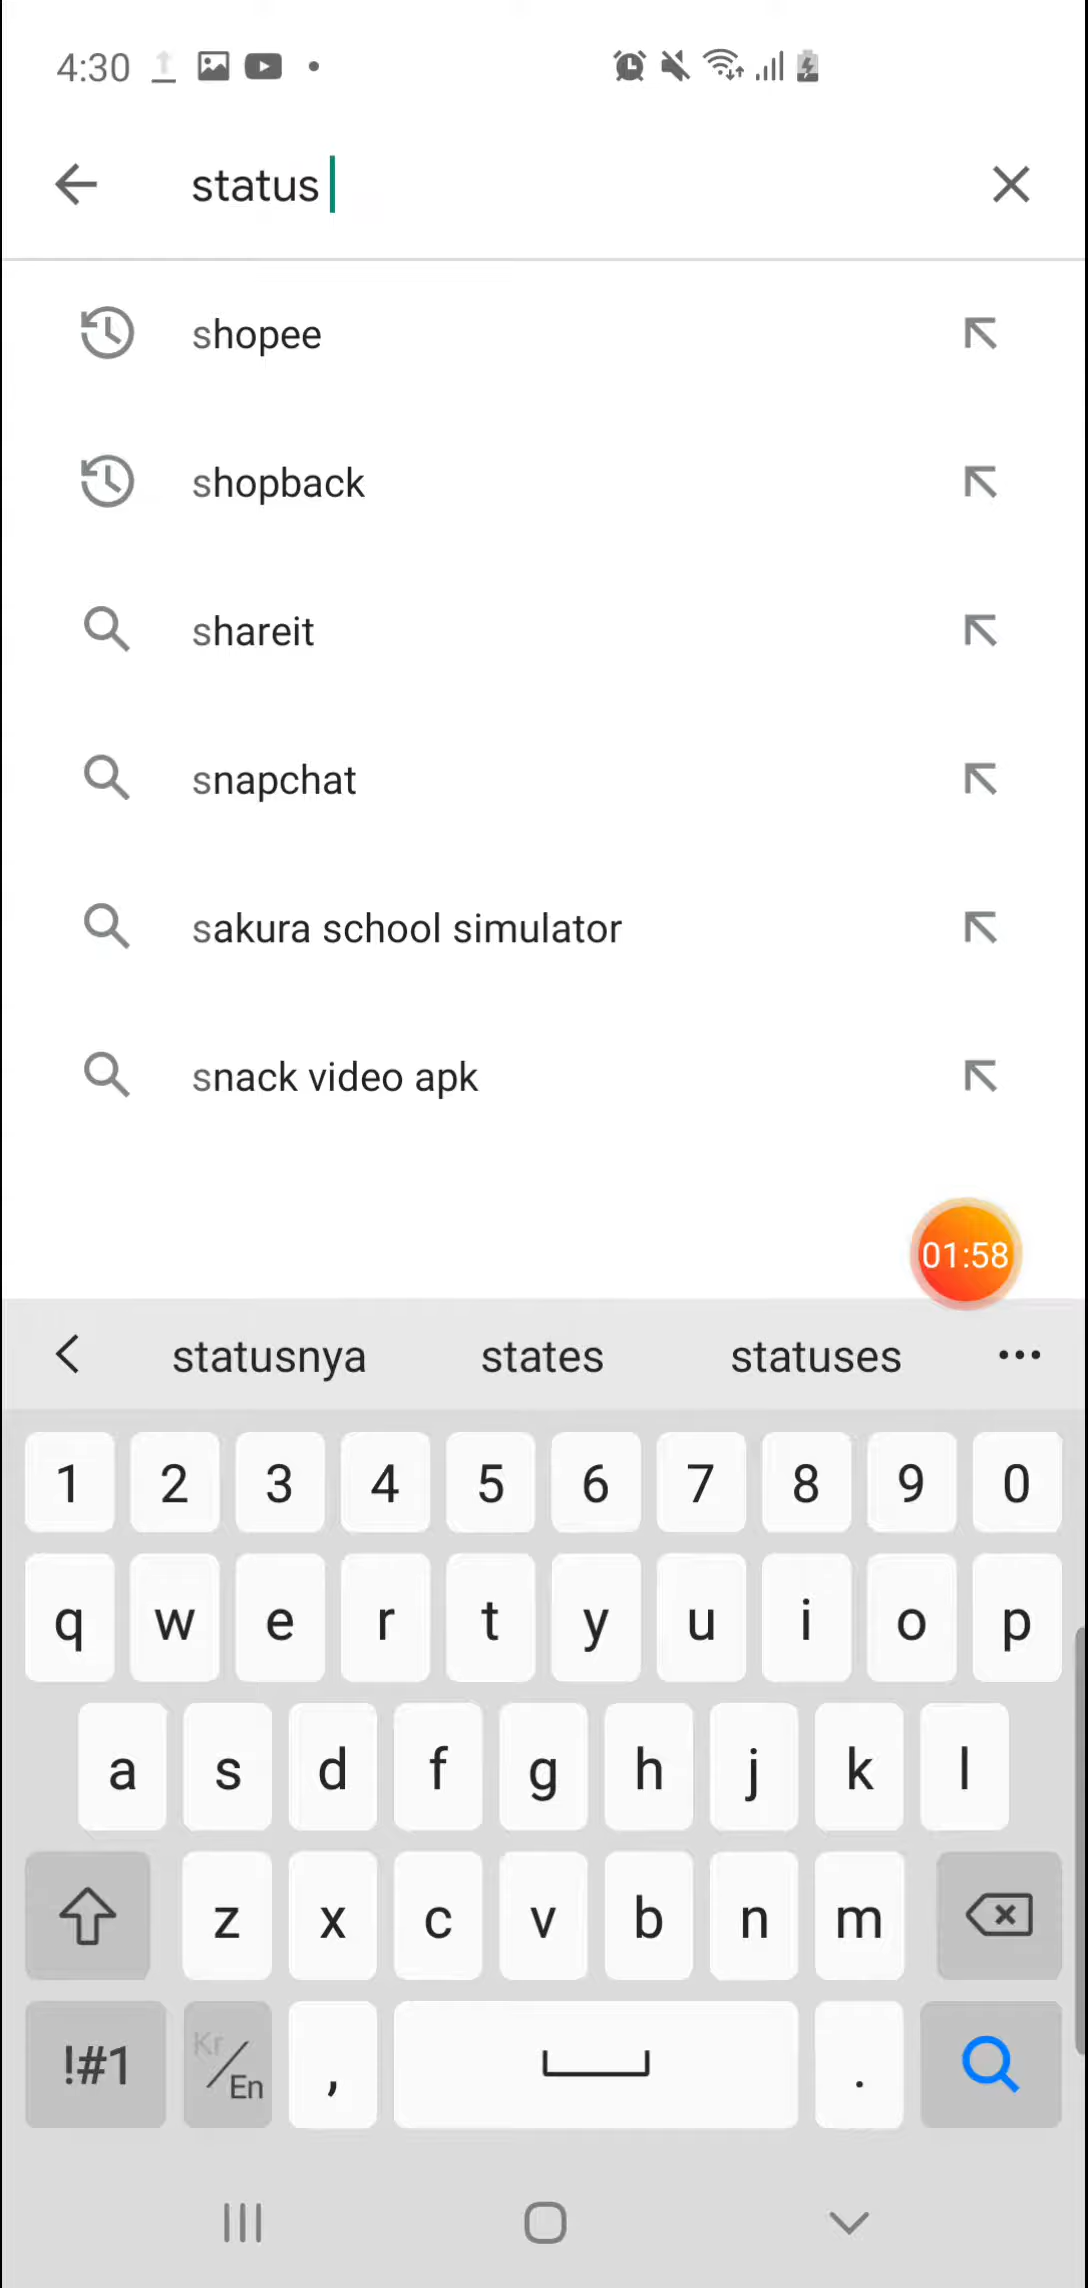 4:30
status
shopee
shopback
shareit
snapchat
sakura school simulator
snack video apk
01:58
statusnya states statuses
1 2 3 4 5 6 7 8 9 0
q w e r t y u i o p
a s d f g h j k l
z x c v b n m
!#1 Kr/En , .